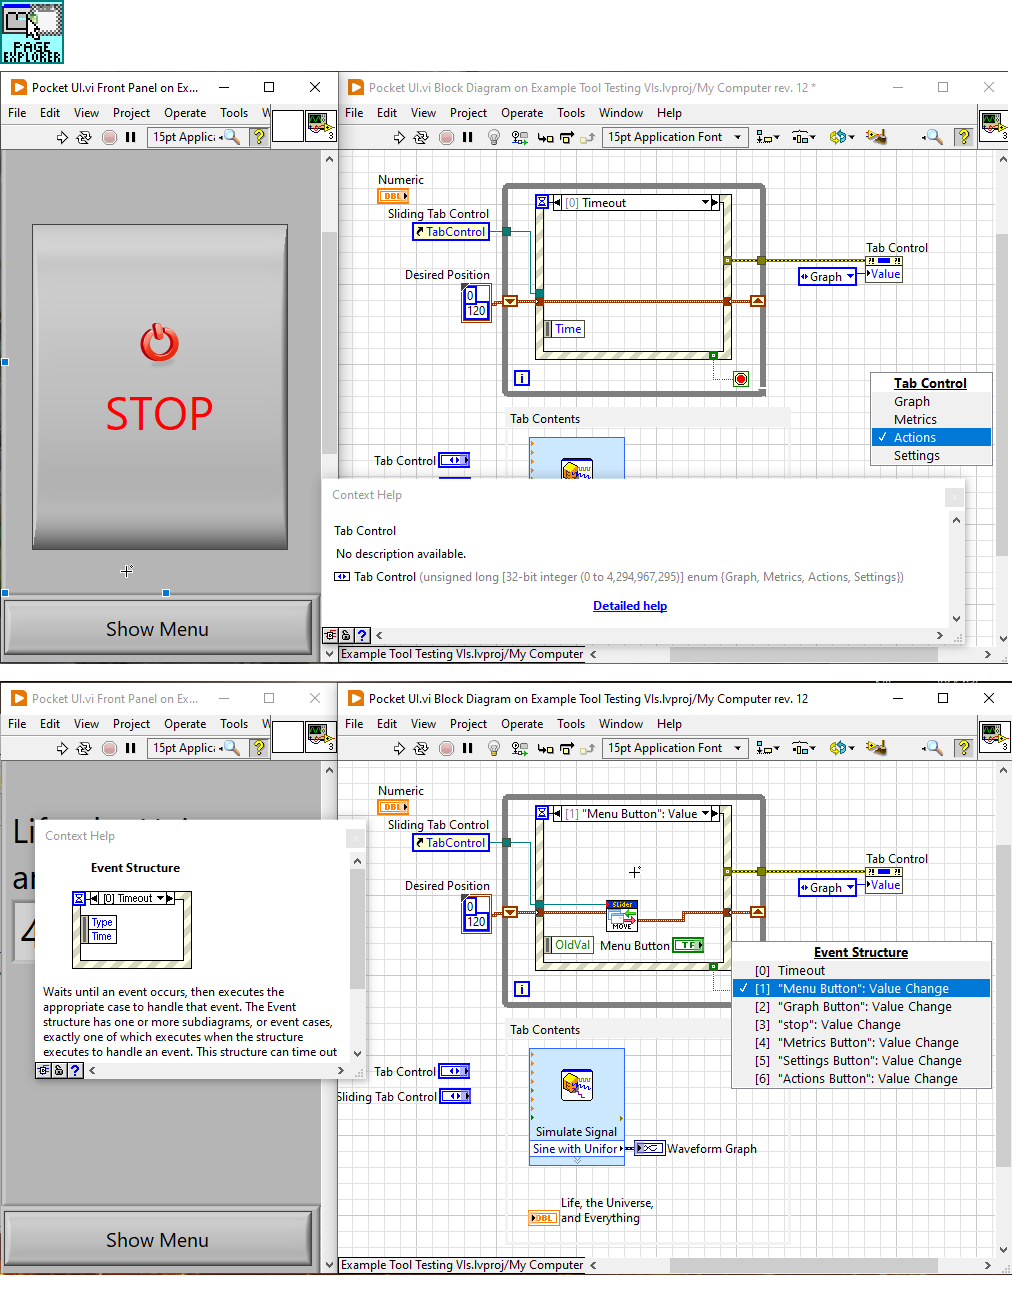 PAGE
EXPLORER
Pocket UI.vi Front Panel on Ex...
File Edit View Project Operate Tools W
15pt Applic
3
STOP
Show Menu
Pocket UI.vi Block Diagram on Example Tool Testing VIs.lvproj/My Computer rev. 12 *
File Edit View Project Operate Tools Window Help
15pt Application Font
3
Numeric
DBL
Sliding Tab Control
TabControl
Desired Position
0
120
[0] Timeout
Time
i
Tab Control
Graph
Value
Tab Control
Graph
Metrics
Actions
Settings
Tab Contents
Tab Control
Context Help
Tab Control
No description available.
Tab Control (unsigned long [32-bit integer (0 to 4,294,967,295)] enum {Graph, Metrics, Actions, Settings})
Detailed help
Example Tool Testing VIs.lvproj/My Computer
Pocket UI.vi Front Panel on Ex...
File Edit View Project Operate Tools W
15pt Applic
3
Context Help
Event Structure
[0] Timeout
Type
Time
Waits until an event occurs, then executes the
appropriate case to handle that event. The Event
structure has one or more subdiagrams, or event cases,
exactly one of which executes when the structure
executes to handle an event. This structure can time out
Show Menu
Pocket UI.vi Block Diagram on Example Tool Testing VIs.lvproj/My Computer rev. 12
File Edit View Project Operate Tools Window Help
15pt Application Font
3
Numeric
DBL
Sliding Tab Control
TabControl
Desired Position
0
120
[1] "Menu Button": Value
Slider
MOVE
OldVal
Menu Button
TF
i
Tab Control
Graph
Value
Event Structure
[0] Timeout
[1] "Menu Button": Value Change
[2] "Graph Button": Value Change
[3] "stop": Value Change
[4] "Metrics Button": Value Change
[5] "Settings Button": Value Change
[6] "Actions Button": Value Change
Tab Contents
Tab Control
Sliding Tab Control
Simulate Signal
Sine with Unifor
Waveform Graph
Life, the Universe,
and Everything
DBL
Example Tool Testing VIs.lvproj/My Computer